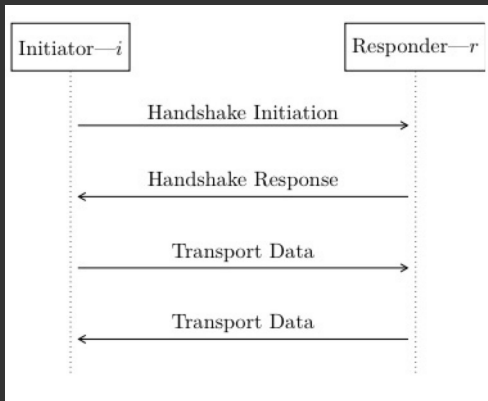 Initiator—i
Responder—r
Handshake Initiation
Handshake Response
Transport Data
Transport Data